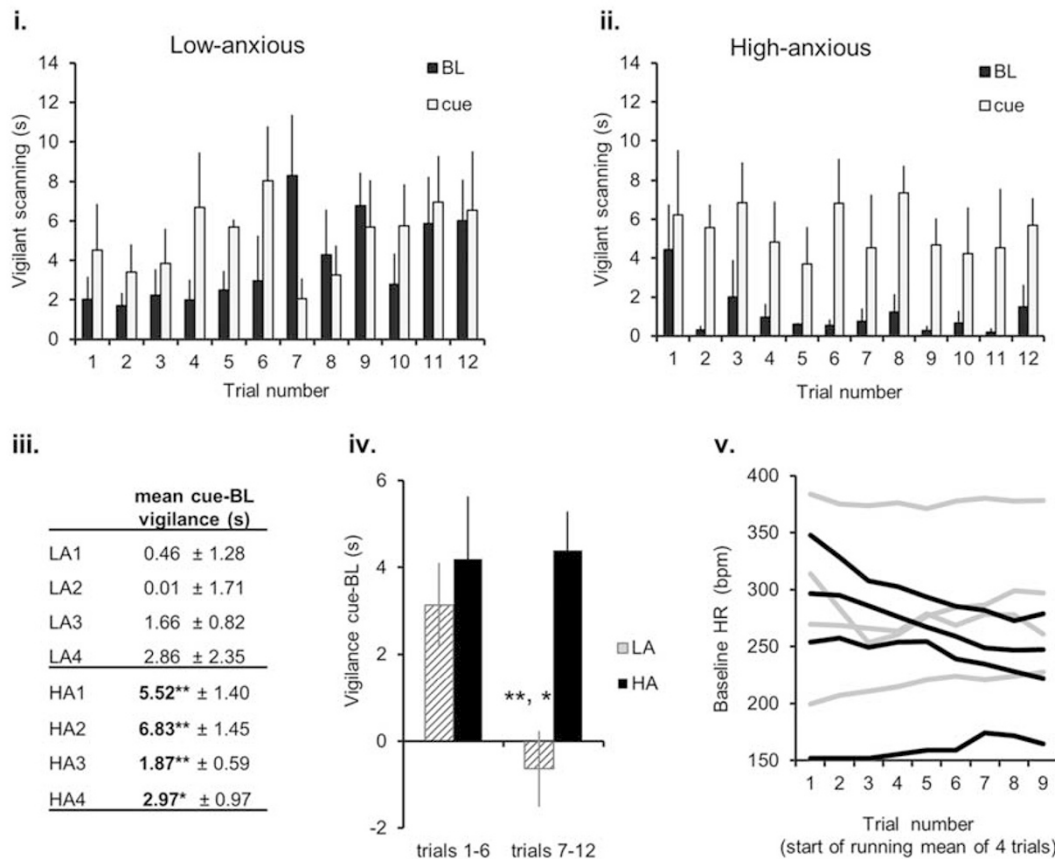 i.
Low-anxious
BL
cue
14
12
10
8
6
4
2
0
Vigilant scanning (s)
1 2 3 4 5 6 7 8 9 10 11 12
Trial number
ii.
High-anxious
BL
cue
14
12
10
8
6
4
2
0
Vigilant scanning (s)
1 2 3 4 5 6 7 8 9 10 11 12
Trial number
iii.
mean cue-BL
vigilance (s)
LA1 0.46 ± 1.28
LA2 0.01 ± 1.71
LA3 1.66 ± 0.82
LA4 2.86 ± 2.35
HA1 5.52** ± 1.40
HA2 6.83** ± 1.45
HA3 1.87** ± 0.59
HA4 2.97* ± 0.97
iv.
6
4
2
0
-2
Vigilance cue-BL (s)
LA
HA
**, *
trials 1-6 trials 7-12
v.
400
350
300
250
200
150
Baseline HR (bpm)
1 2 3 4 5 6 7 8 9
Trial number
(start of running mean of 4 trials)